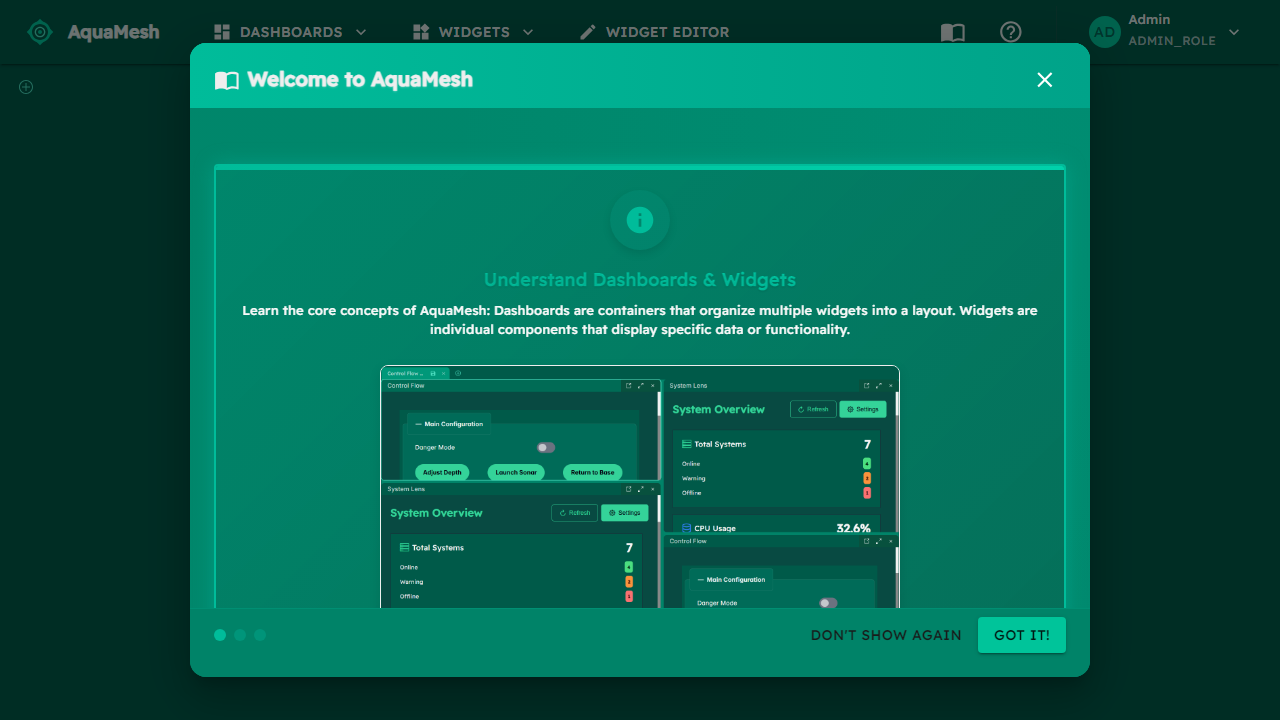 AquaMesh
DASHBOARDS
WIDGETS
WIDGET EDITOR
AD
Admin
ADMIN_ROLE
Welcome to AquaMesh
Understand Dashboards & Widgets
Learn the core concepts of AquaMesh: Dashboards are containers that organize multiple widgets into a layout. Widgets are
individual components that display specific data or functionality.
Control Flow ...
Control Flow
Main Configuration
Danger Mode
Adjust Depth
Launch Sonar
Return to Base
System Lens
System Overview
Refresh
Settings
Total Systems
7
Online
4
Warning
2
Offline
1
CPU Usage
32.6%
System Lens
System Overview
Refresh
Settings
Total Systems
7
Online
4
Warning
2
Offline
1
Control Flow
Main Configuration
Danger Mode
DON'T SHOW AGAIN
GOT IT!